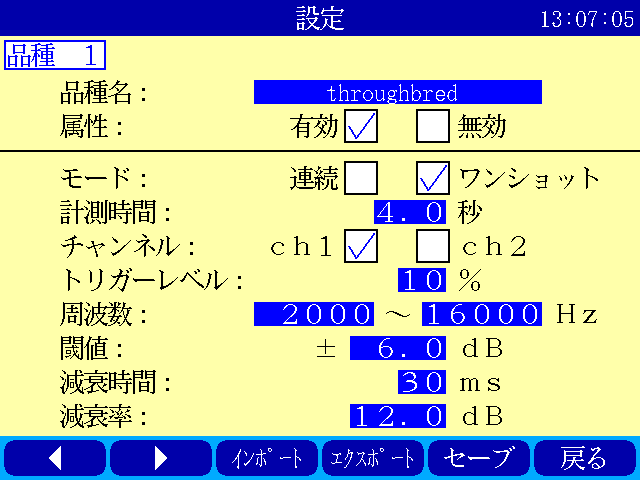 設定 13:07:05
品種 1
品種名： throughbred
属性： 有効 無効
モード： 連続 ワンショット
計測時間： 4.0 秒
チャンネル： ch1 ch2
トリガーレベル： 10 %
周波数： 2000 ～ 16000 Hz
閾値： ± 6.0 dB
減衰時間： 30 ms
減衰率： 12.0 dB
◀ ▶ インポート エクスポート セーブ 戻る